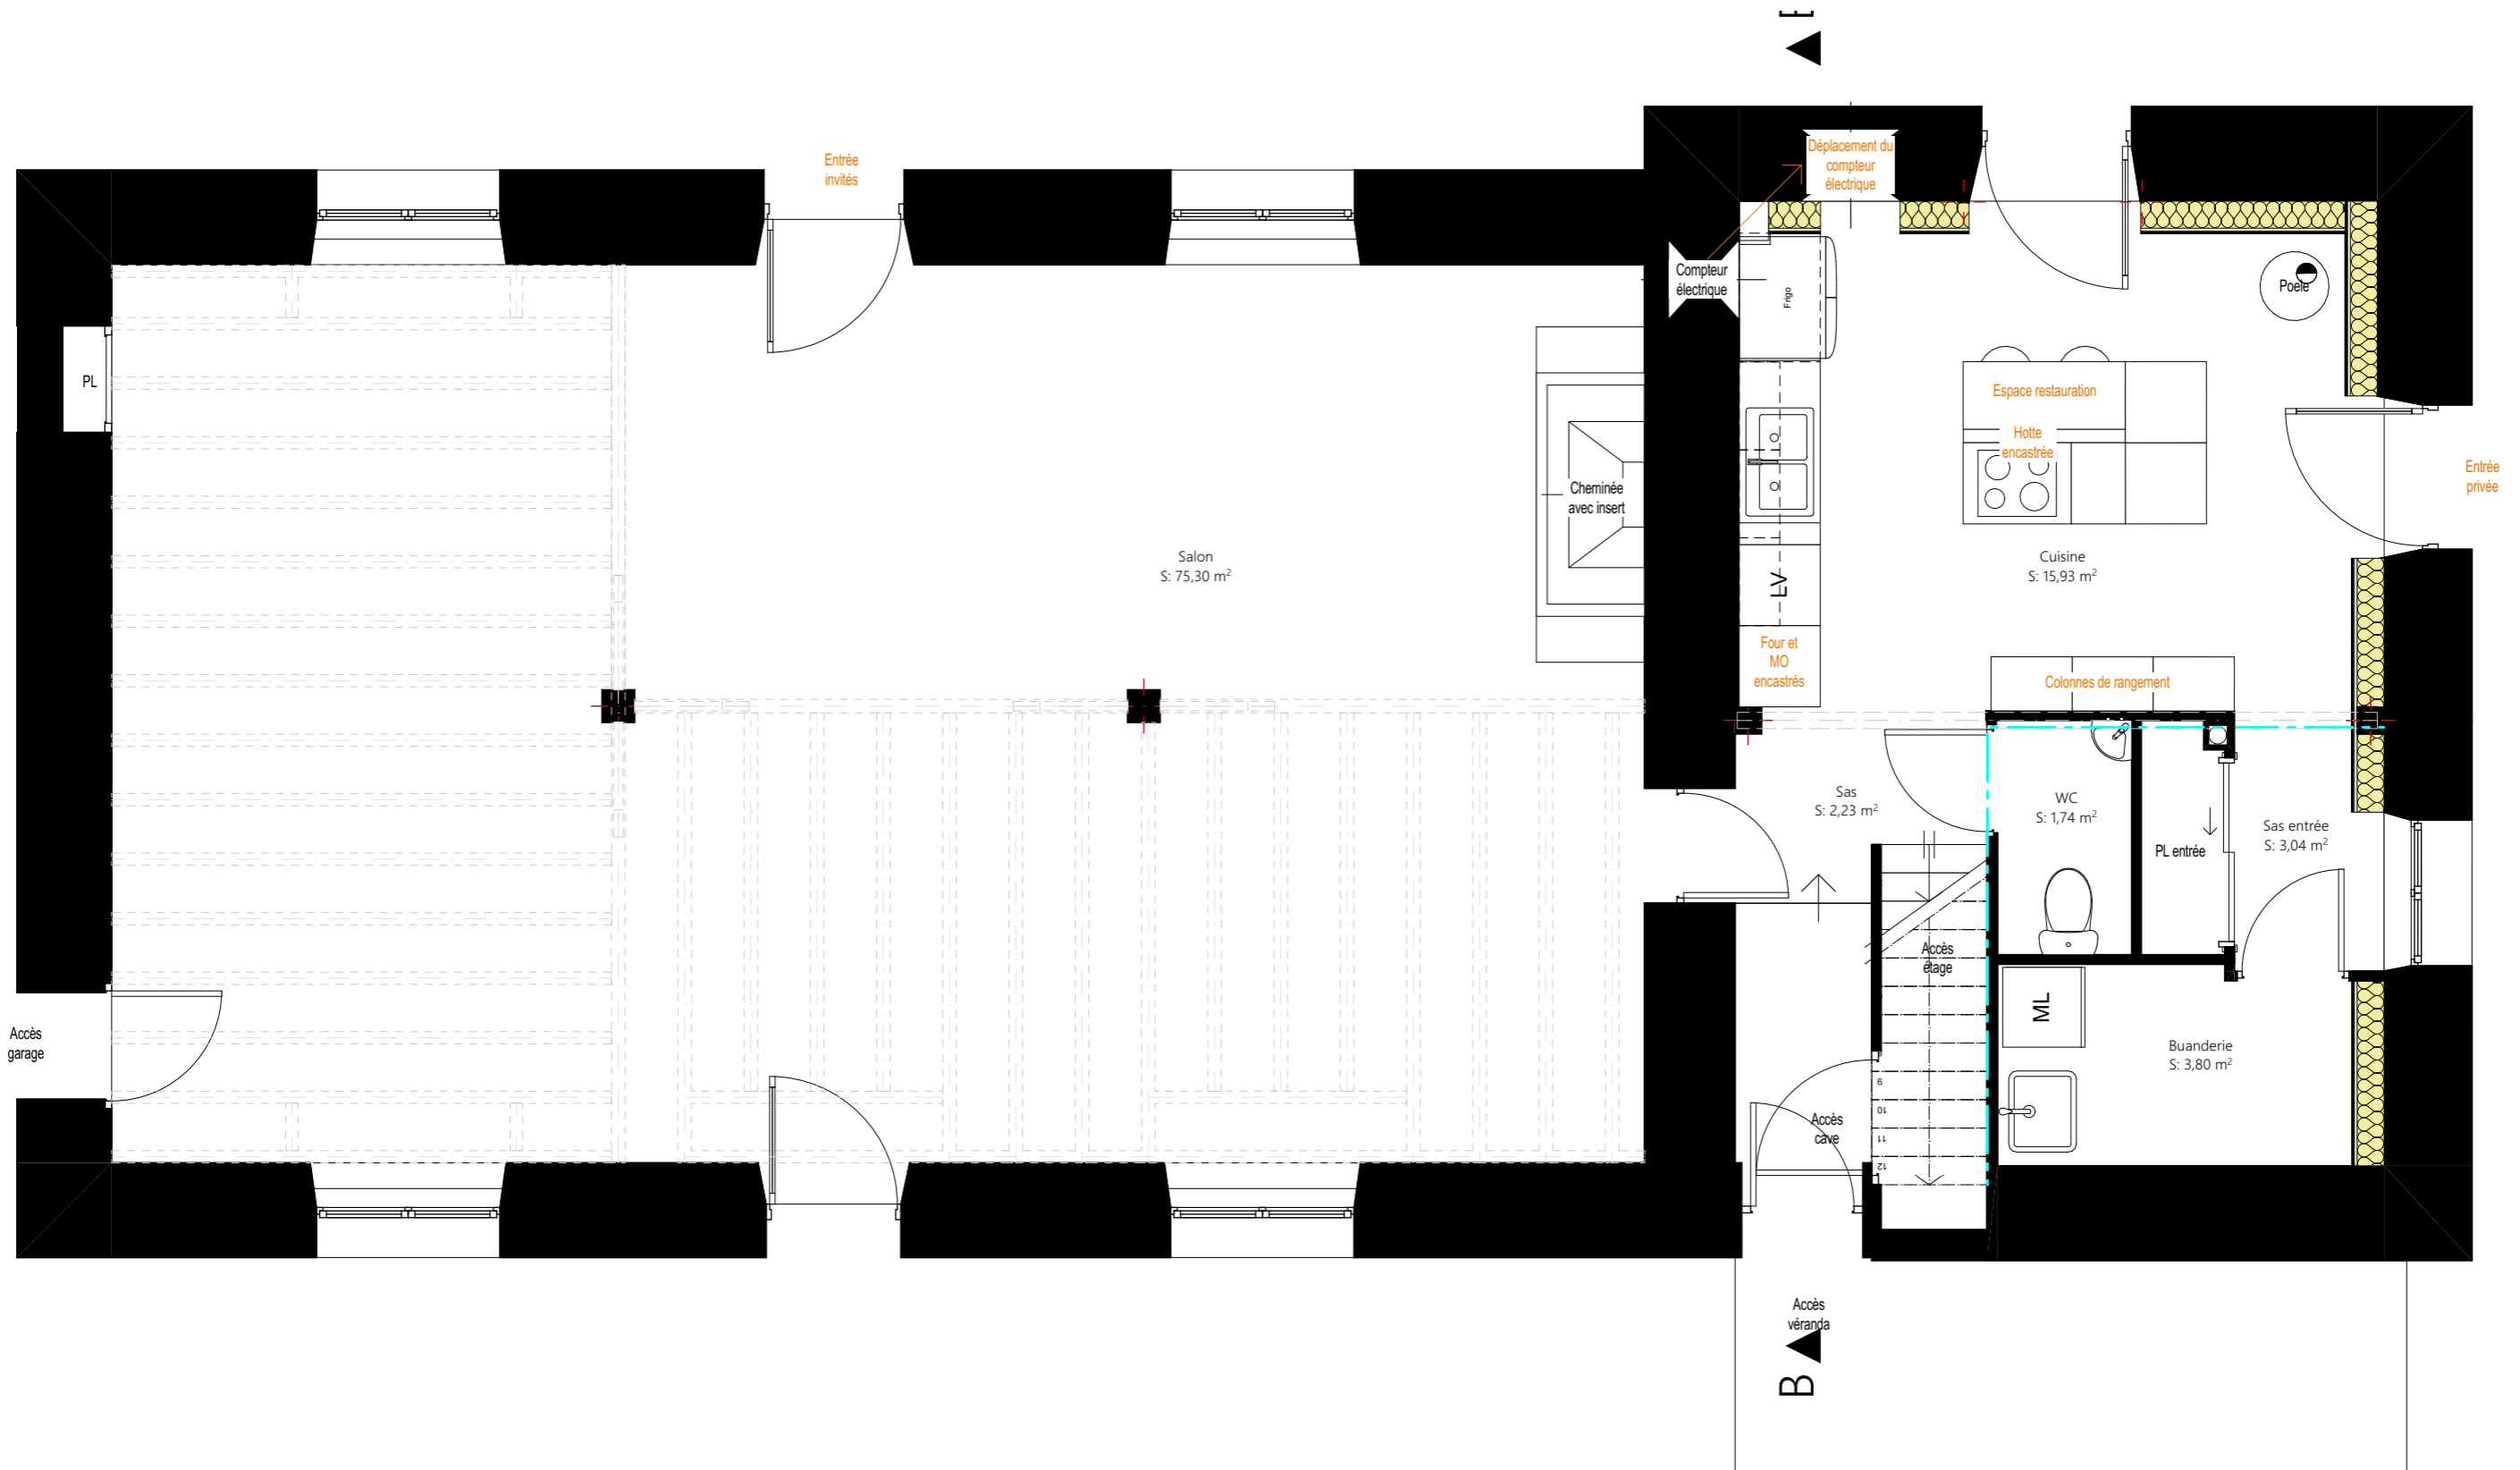 Entrée
invités
Déplacement du
compteur
électrique
Compteur
électrique
Frigo
Poêle
PL
Espace restauration
Hotte
encastrée
Entrée
privée
Cheminée
avec insert
Salon
S: 75,30 m²
Cuisine
S: 15,93 m²
LV
Four et
MO
encastrés
Colonnes de rangement
Sas
S: 2,23 m²
WC
S: 1,74 m²
Sas entrée
S: 3,04 m²
PL entrée
Accès
étage
ML
Accès
garage
Buanderie
S: 3,80 m²
9
10
11
12
Accès
cave
Accès
véranda
B